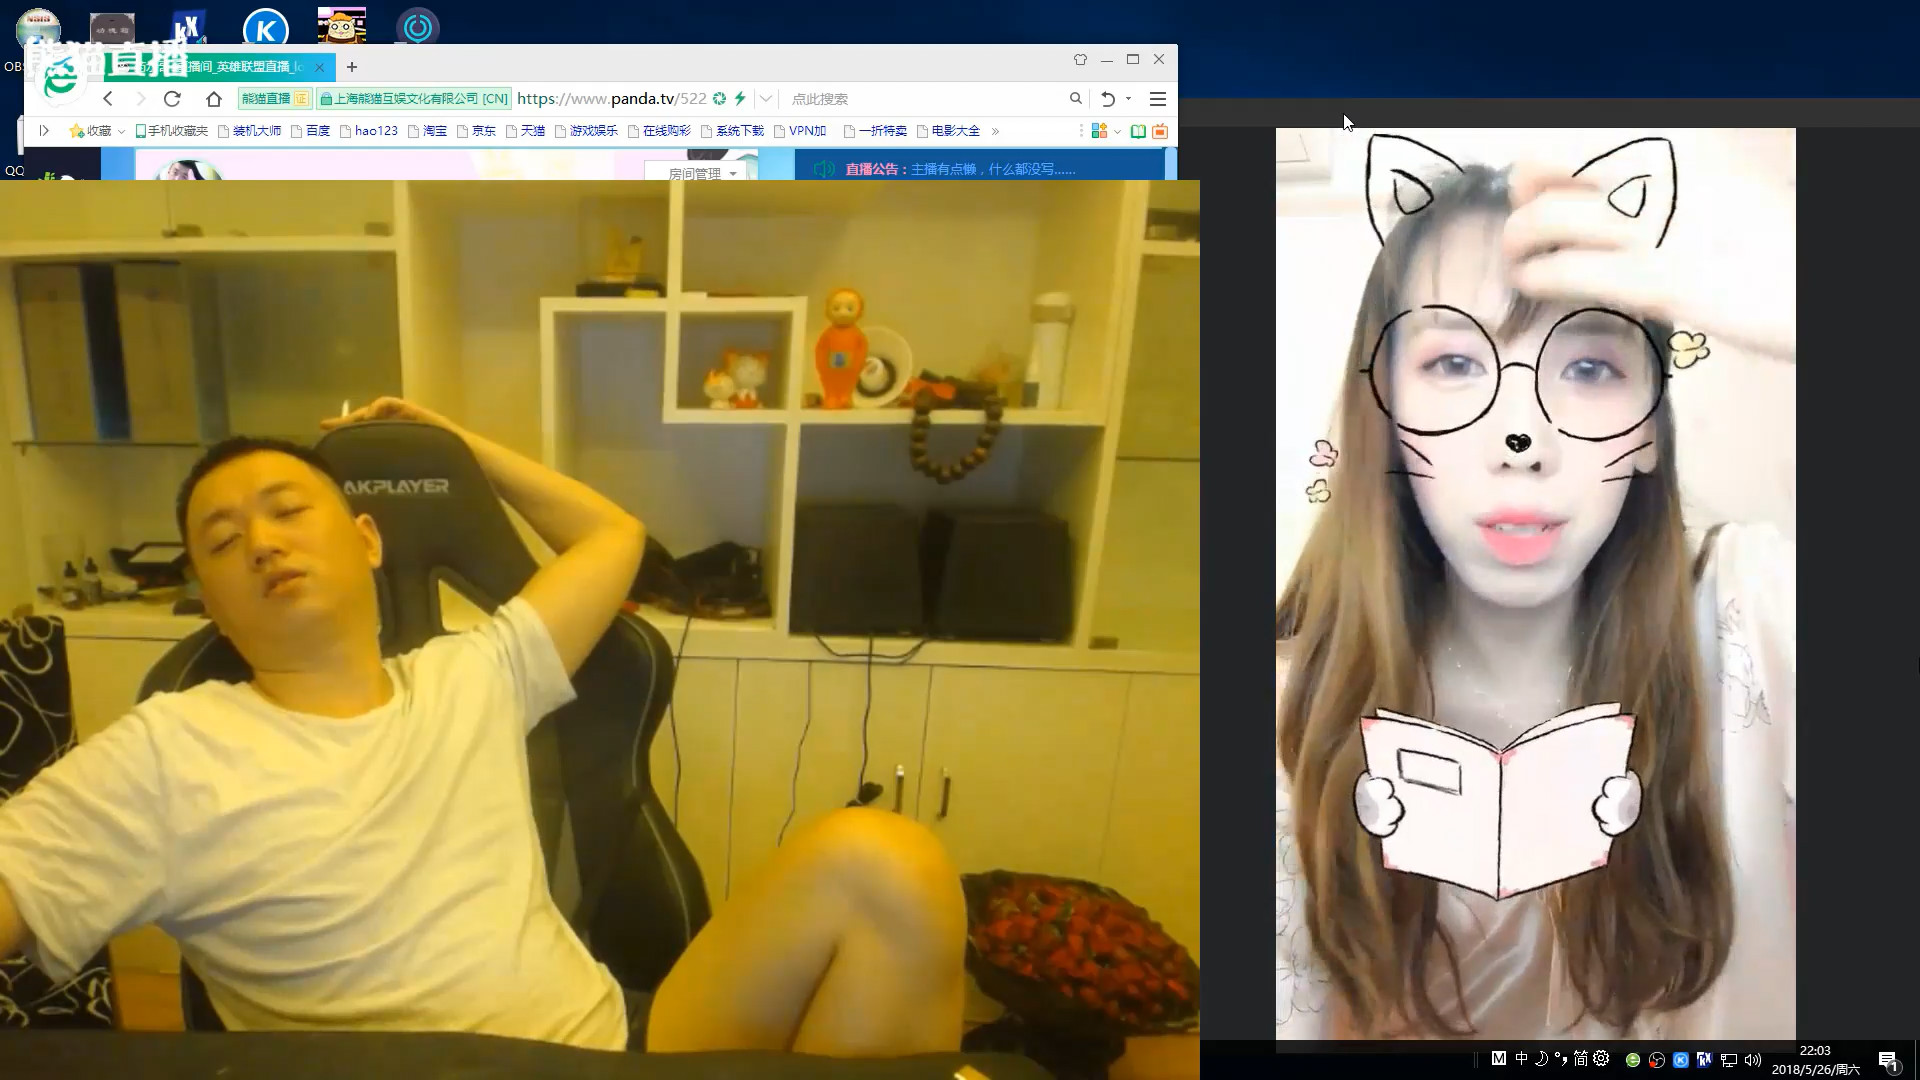 熊猫直播
播间_英雄联盟直播_lo
熊猫直播 证
上海熊猫互娱文化有限公司 [CN]
https://www.panda.tv/522
点此搜索
收藏
手机收藏夹
装机大师
百度
hao123
淘宝
京东
天猫
游戏娱乐
在线购彩
系统下载
VPN加
一折特卖
电影大全
»
QQ
房间管理
直播公告：主播有点懒，什么都没写......
AKPLAYER
M 中 简
22:03
2018/5/26/周六
1